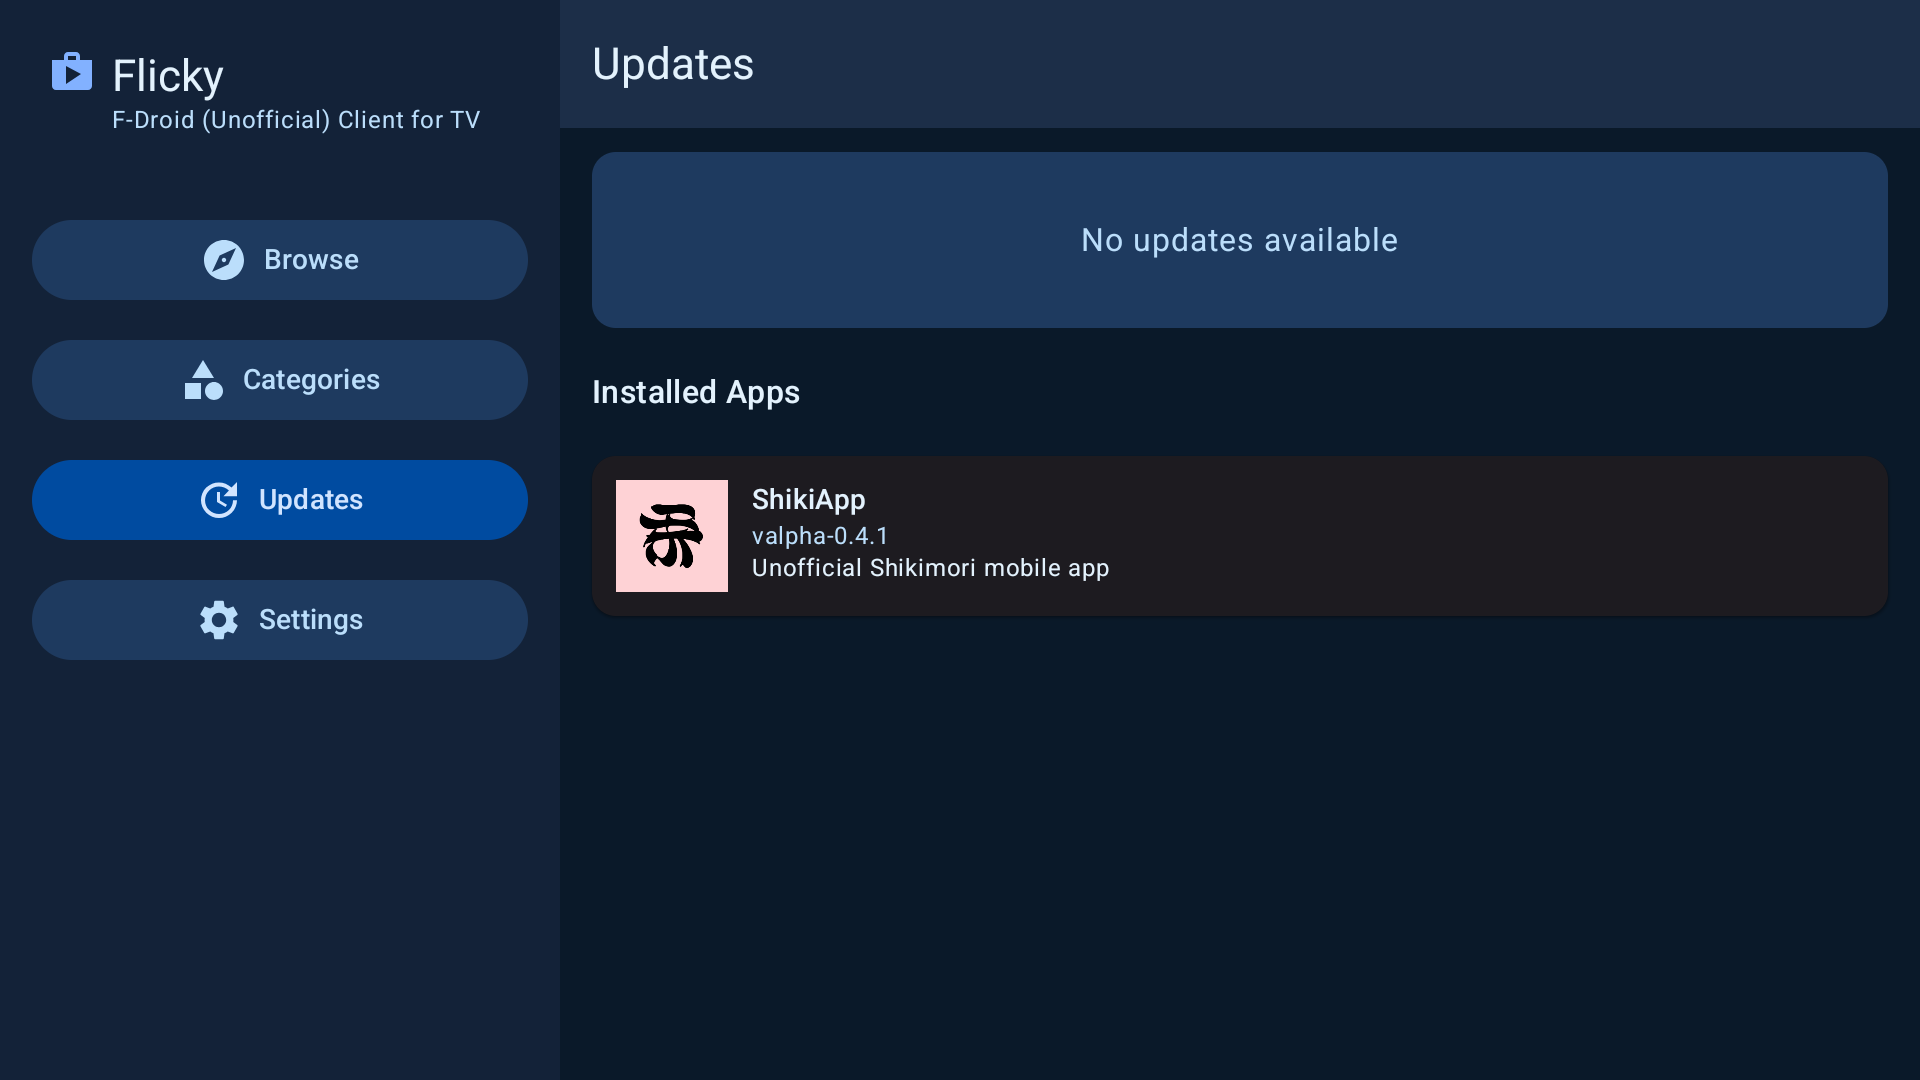 Flicky
F-Droid (Unofficial) Client for TV
Browse
Categories
Updates
Settings
Updates
No updates available
Installed Apps
ShikiApp
valpha-0.4.1
Unofficial Shikimori mobile app